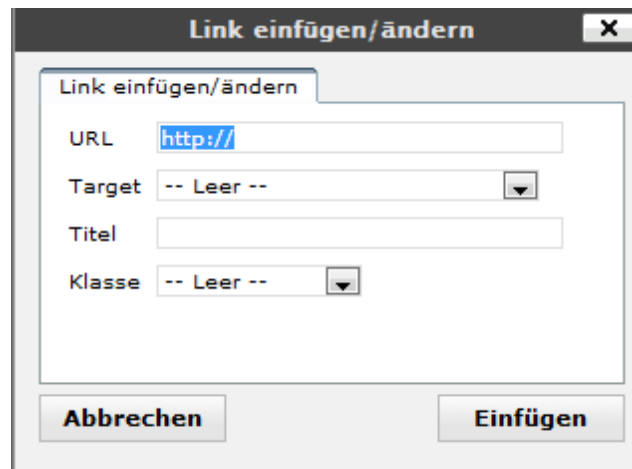 Link einfügen/ändern
Link einfügen/ändern
URL http://
Target -- Leer --
Titel
Klasse -- Leer --
Abbrechen Einfügen